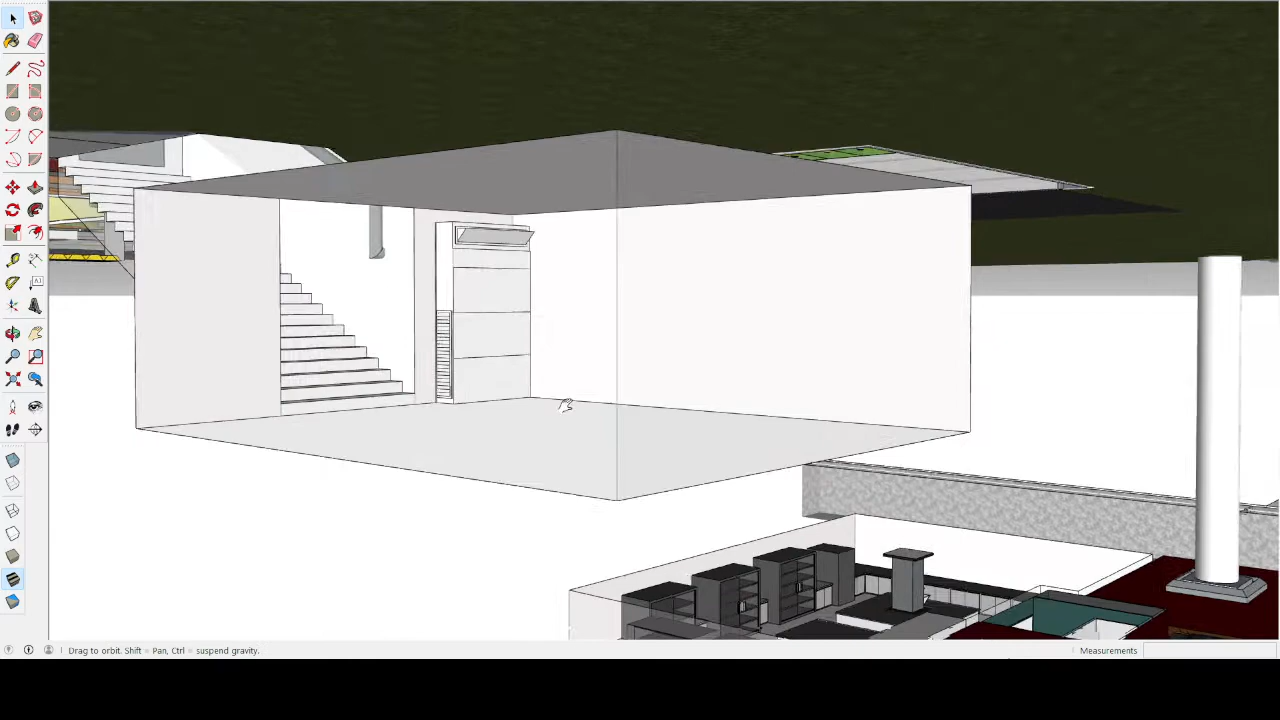 Drag to orbit. Shift = Pan, Ctrl = suspend gravity.
Measurements